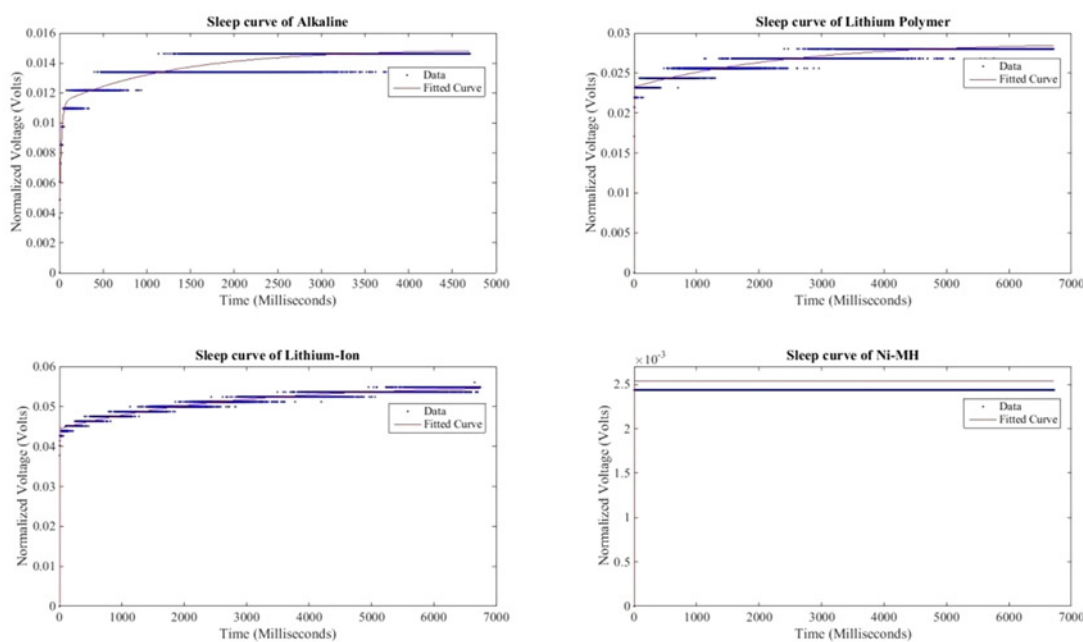 Sleep curve of Alkaline
Normalized Voltage (Volts)
0.016
0.014
0.012
0.01
0.008
0.006
0.004
0.002
0
Data
Fitted Curve
0 500 1000 1500 2000 2500 3000 3500 4000 4500 5000
Time (Milliseconds)
Sleep curve of Lithium Polymer
Normalized Voltage (Volts)
0.03
0.025
0.02
0.015
0.01
0.005
0
Data
Fitted Curve
0 1000 2000 3000 4000 5000 6000 7000
Time (Milliseconds)
Sleep curve of Lithium-Ion
Normalized Voltage (Volts)
0.06
0.05
0.04
0.03
0.02
0.01
0
Data
Fitted Curve
0 1000 2000 3000 4000 5000 6000 7000
Time (Milliseconds)
Sleep curve of Ni-MH
×10⁻³
Normalized Voltage (Volts)
2.5
2
1.5
1
0.5
0
Data
Fitted Curve
0 1000 2000 3000 4000 5000 6000 7000
Time (Milliseconds)